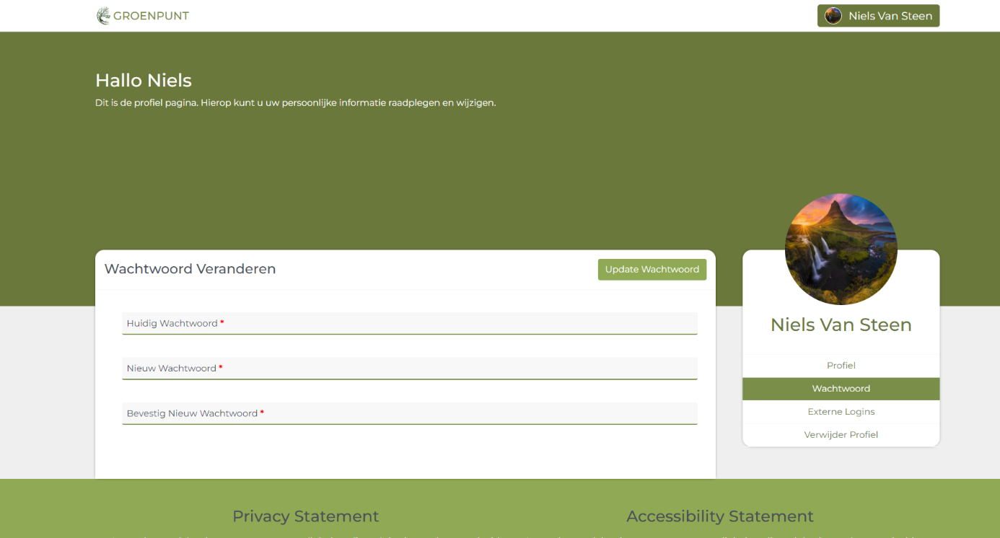 GROENPUNT
Niels Van Steen
Hallo Niels
Dit is de profiel pagina. Hierop kunt u uw persoonlijke informatie raadplegen en wijzigen.
Wachtwoord Veranderen
Update Wachtwoord
Huidig Wachtwoord *
Nieuw Wachtwoord *
Bevestig Nieuw Wachtwoord *
Niels Van Steen
Profiel
Wachtwoord
Externe Logins
Verwijder Profiel
Privacy Statement
Accessibility Statement